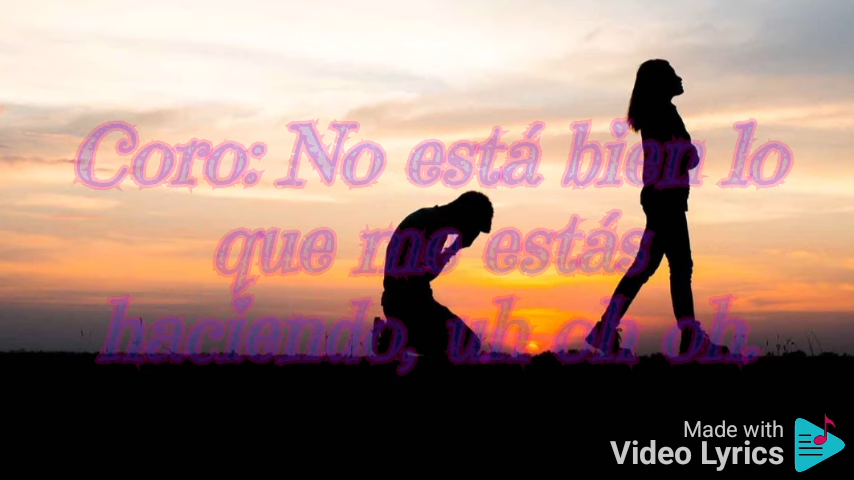 Coro: No está bien lo
que me estás
haciendo, uh oh oh.
Made with
Video Lyrics